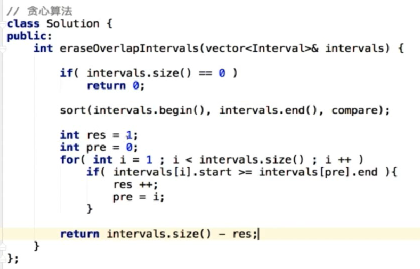 // 贪心算法
class Solution {
public:
    int eraseOverlapIntervals(vector<Interval>& intervals) {

        if( intervals.size() == 0 )
            return 0;

        sort(intervals.begin(), intervals.end(), compare);

        int res = 1;
        int pre = 0;
        for( int i = 1 ; i < intervals.size() ; i ++ )
            if( intervals[i].start >= intervals[pre].end ){
                res ++;
                pre = i;
            }

        return intervals.size() - res;
    }
};